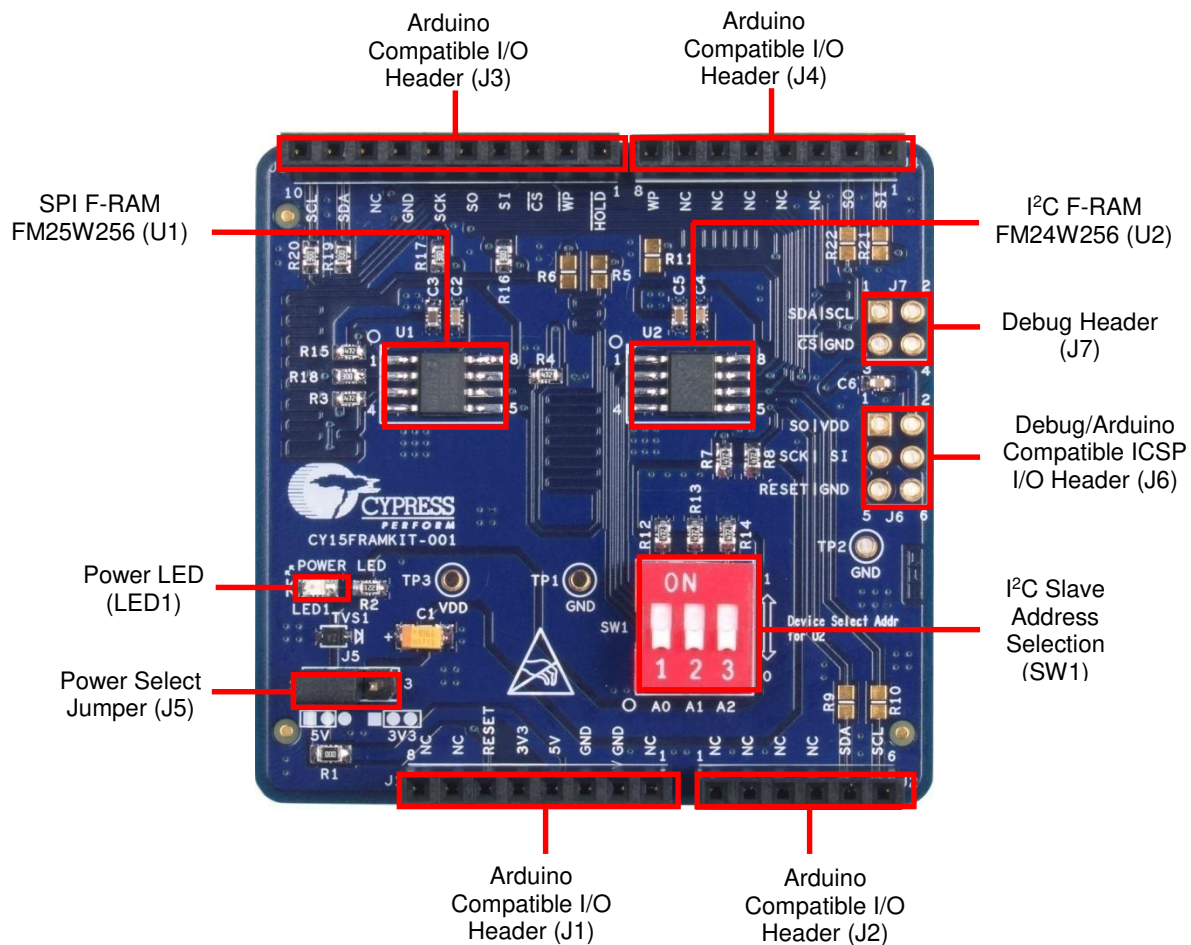 Arduino
Compatible I/O
Header (J3)
Arduino
Compatible I/O
Header (J4)
SPI F-RAM
FM25W256 (U1)
I²C F-RAM
FM24W256 (U2)
Debug Header
(J7)
Debug/Arduino
Compatible ICSP
I/O Header (J6)
I²C Slave
Address
Selection
(SW1)
Power LED
(LED1)
Power Select
Jumper (J5)
Arduino
Compatible I/O
Header (J1)
Arduino
Compatible I/O
Header (J2)
10 SCL SDA NC GND SCK SO SI CS WP HOLD 1
8 WP NC NC NC NC NC SO SI 1
R20 R19 R17 R16 R6 R5 R11 R22 R21
C3 C2 C5 C4
U1
1 8
4 5
U2
1 8
4 5
R15
R18
R3
R4
1 J7 2
SDA|SCL
CS|GND
3 4
C6
1 2
SO|VDD
SCK| SI
RESET|GND
5 J6 6
R7 R8
R12 R13 R14
CYPRESS
PERFORM
CY15FRAMKIT-001
POWER LED
LED1 R2
TVS1
C1
+
J5
3
5V 3V3
R1
000
TP3
VDD
TP1
GND
TP2
GND
SW1
ON
1 2 3
A0 A1 A2
1
0
Device Select Addr
for U2
R9 R10
8 NC NC RESET 3V3 5V GND GND NC 1
1 NC NC NC NC SDA SCL 6